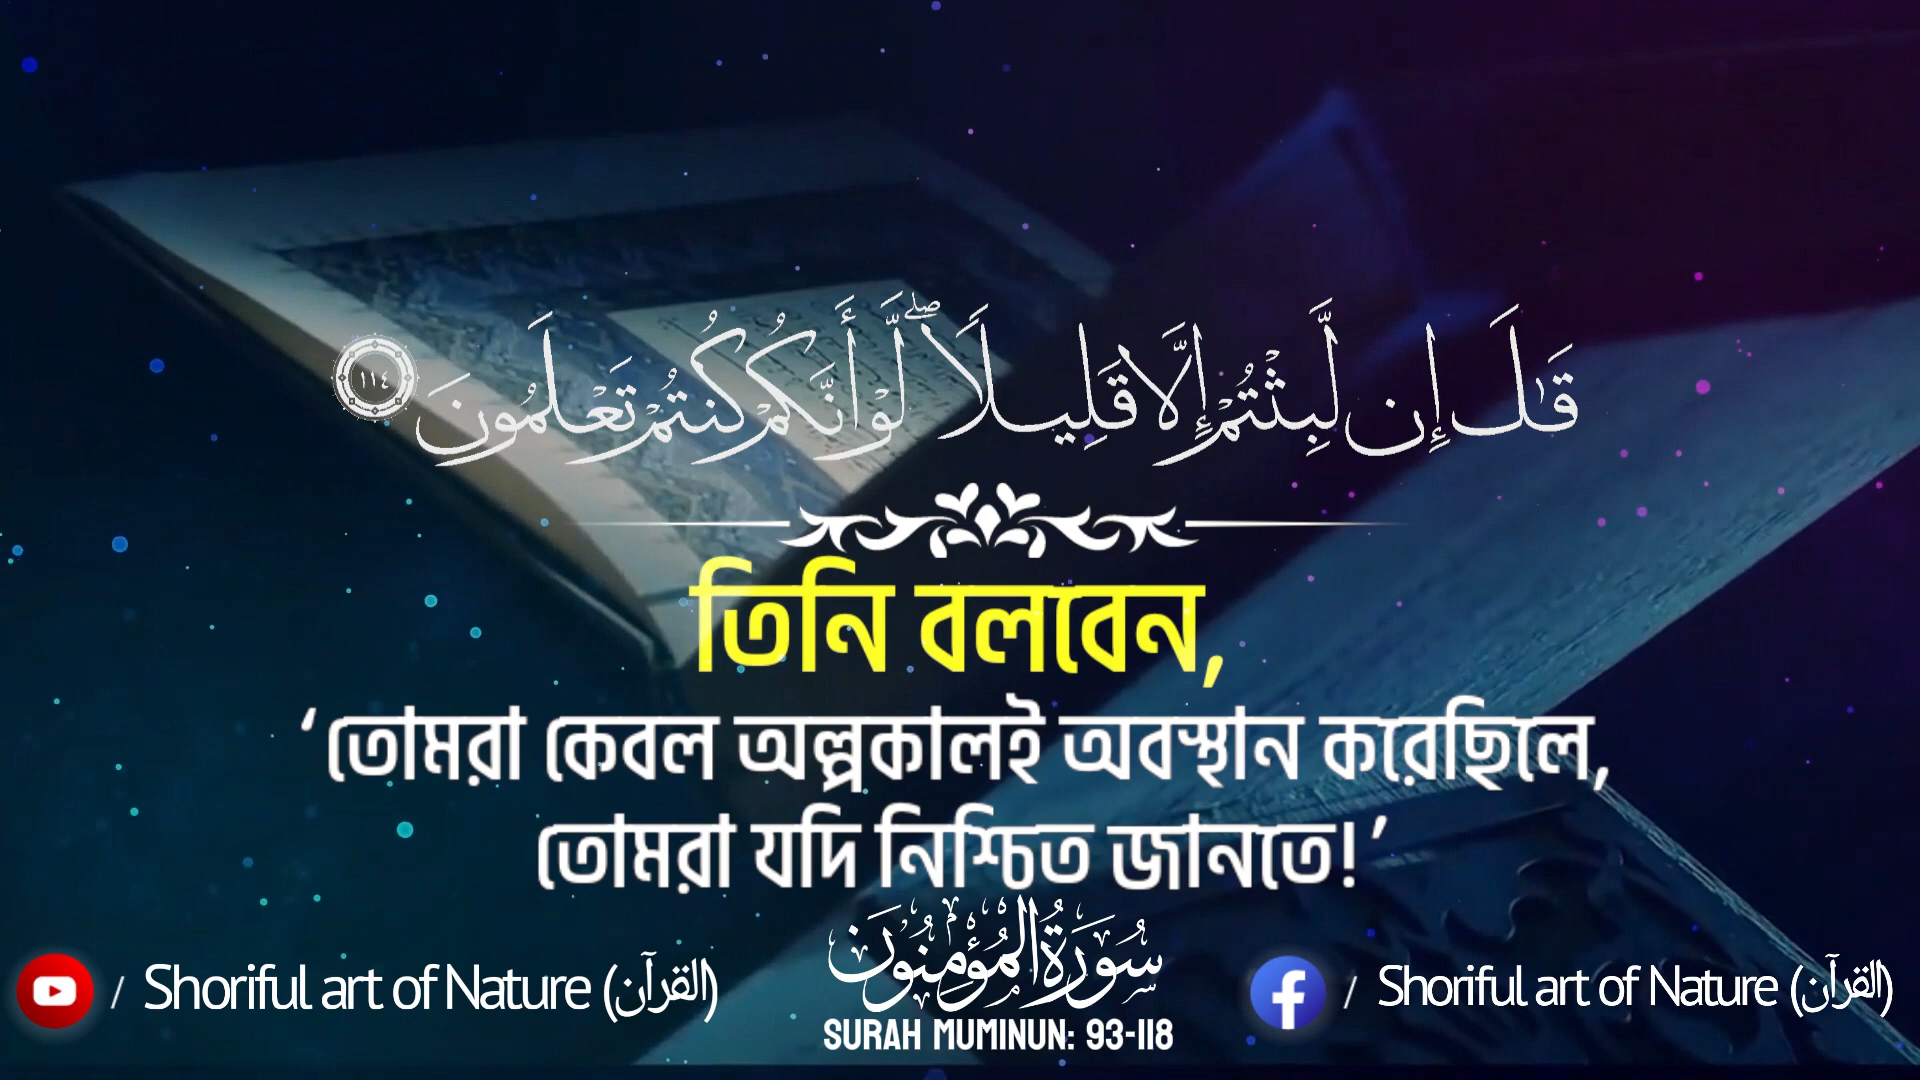 قَـٰلَ إِن لَّبِثْتُمْ إِلَّا قَلِيلًا ۖ لَّوْ أَنَّكُمْ كُنتُمْ تَعْلَمُونَ ١١٤
তিনি বলবেন,
‘তোমরা কেবল অল্পকালই অবস্থান করেছিলে,
তোমরা যদি নিশ্চিত জানতে!’
سُورَةُ الْمُؤْمِنُونَ
/ Shoriful art of Nature (القرآن)
SURAH MUMINUN: 93-118
/ Shoriful art of Nature (القرآن)